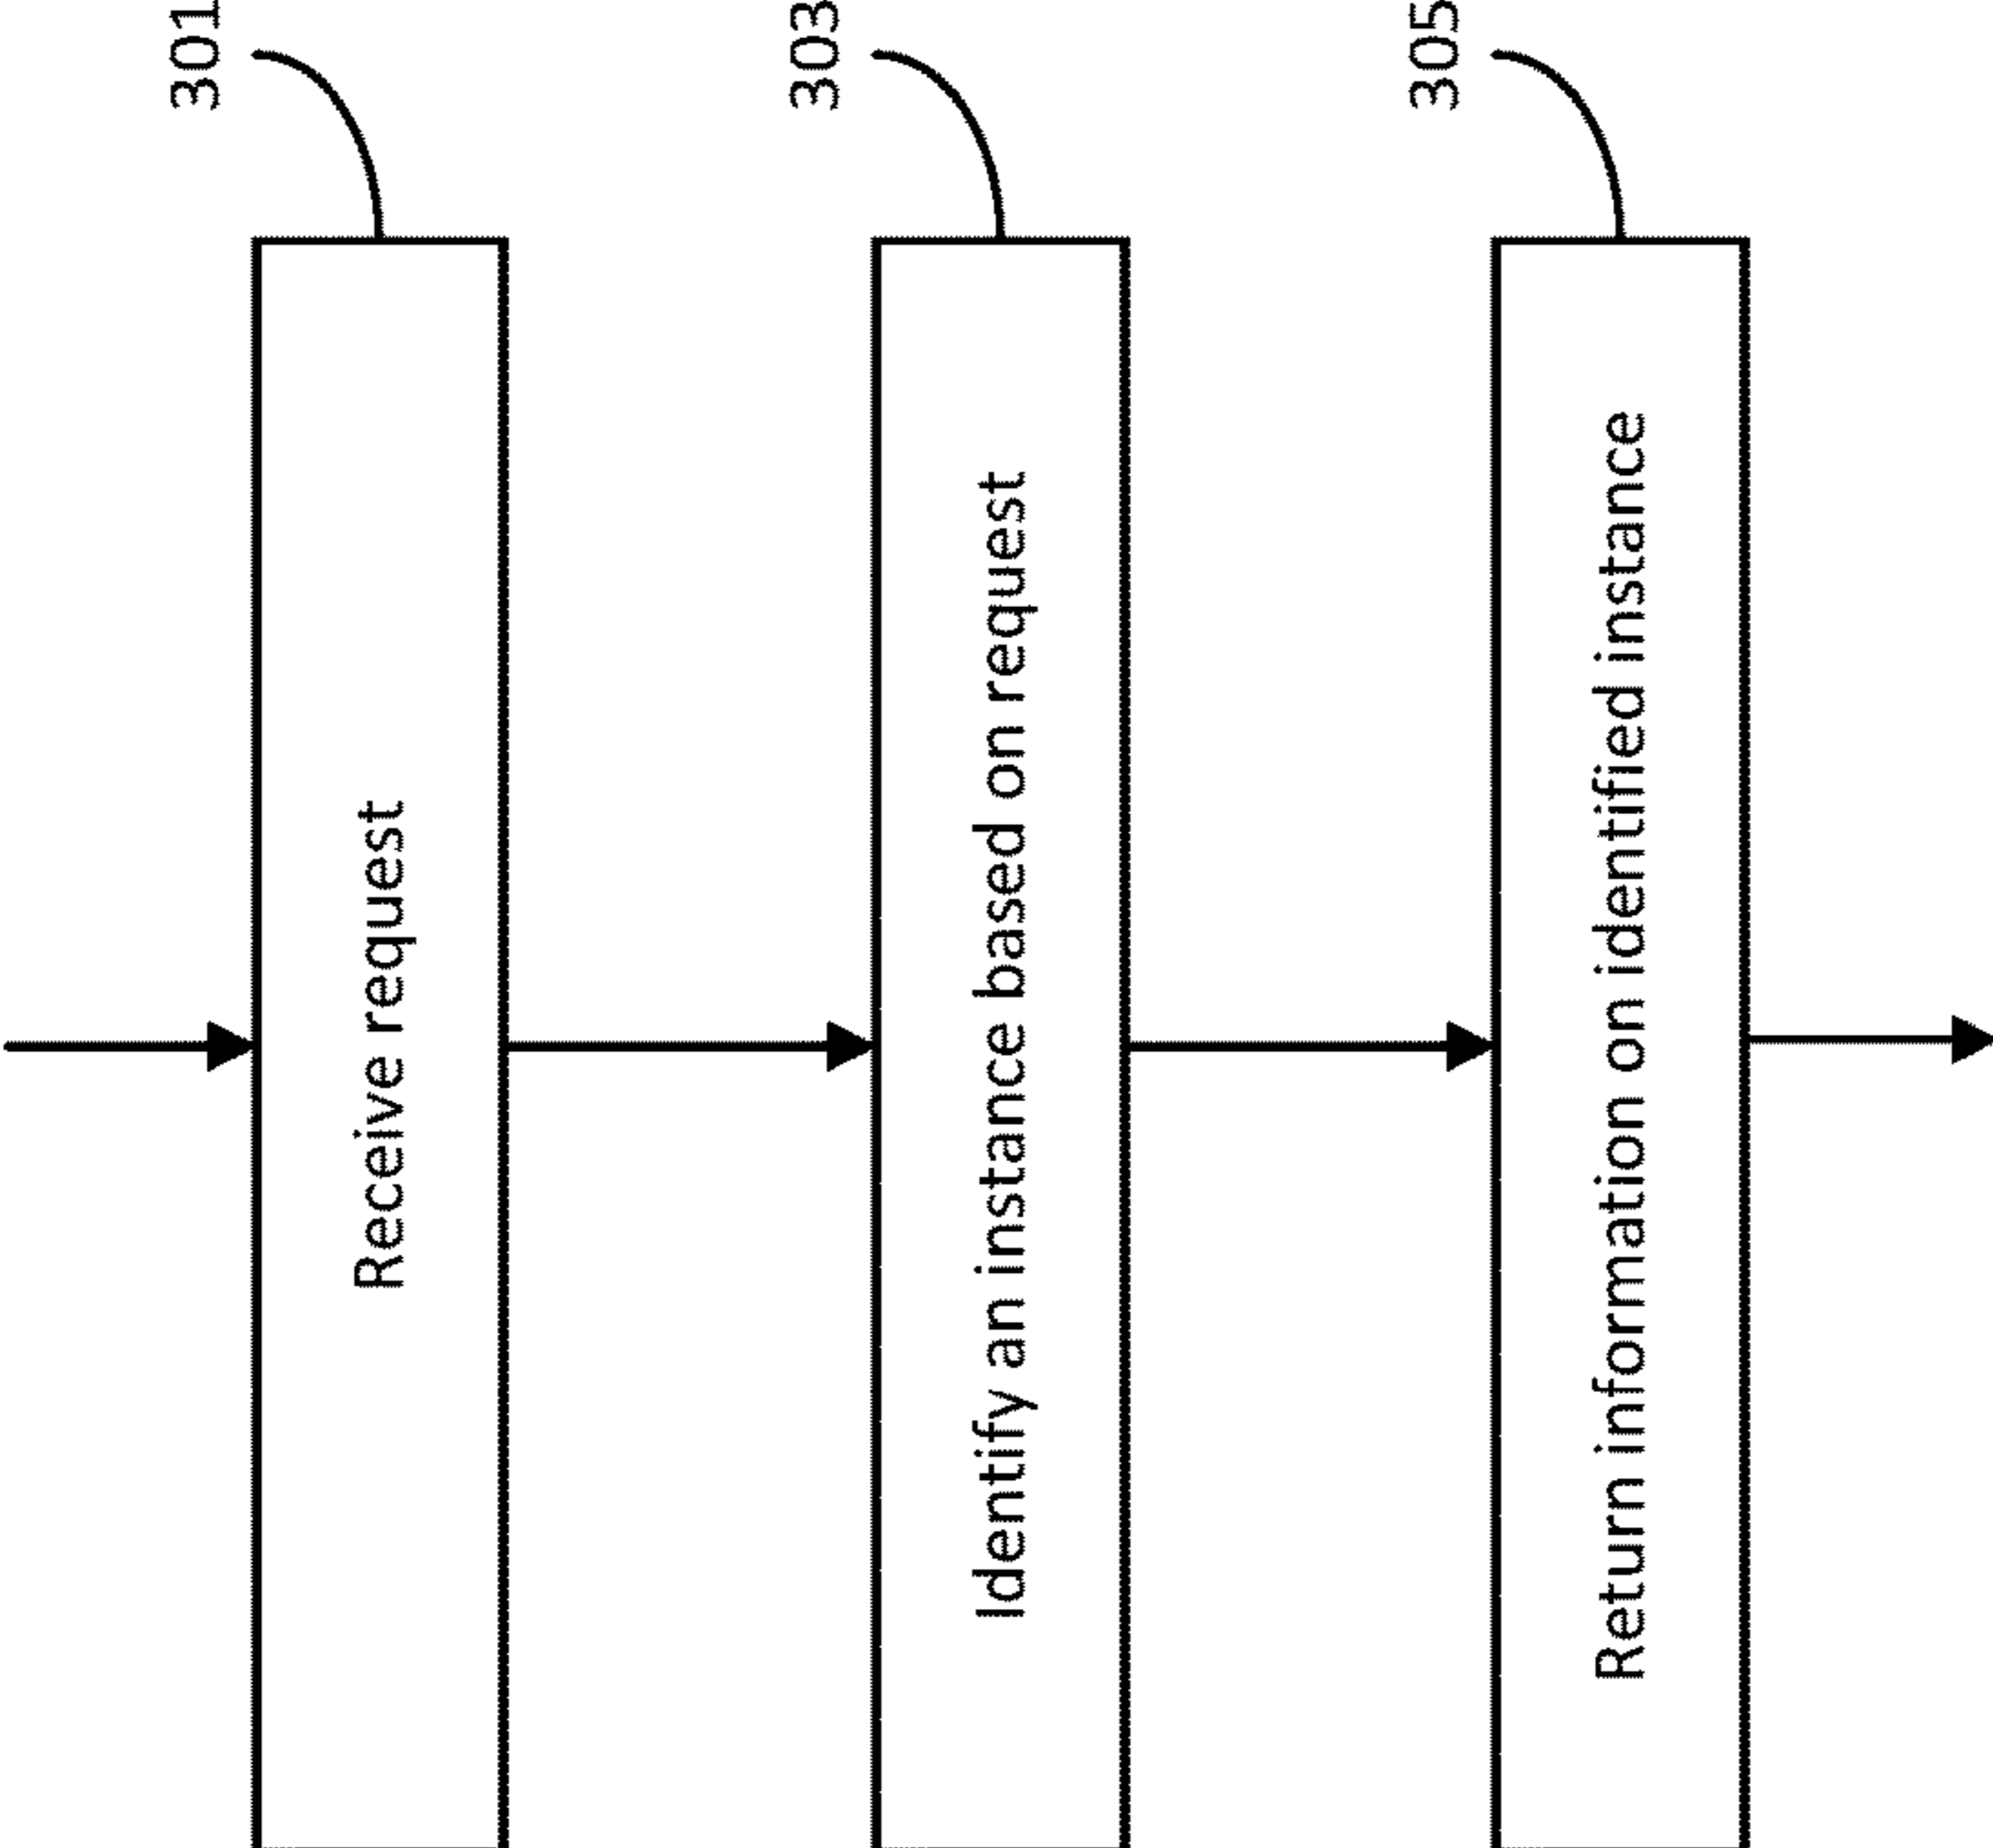 301
Receive request
303
Identify an instance based on request
305
Return information on identified instance